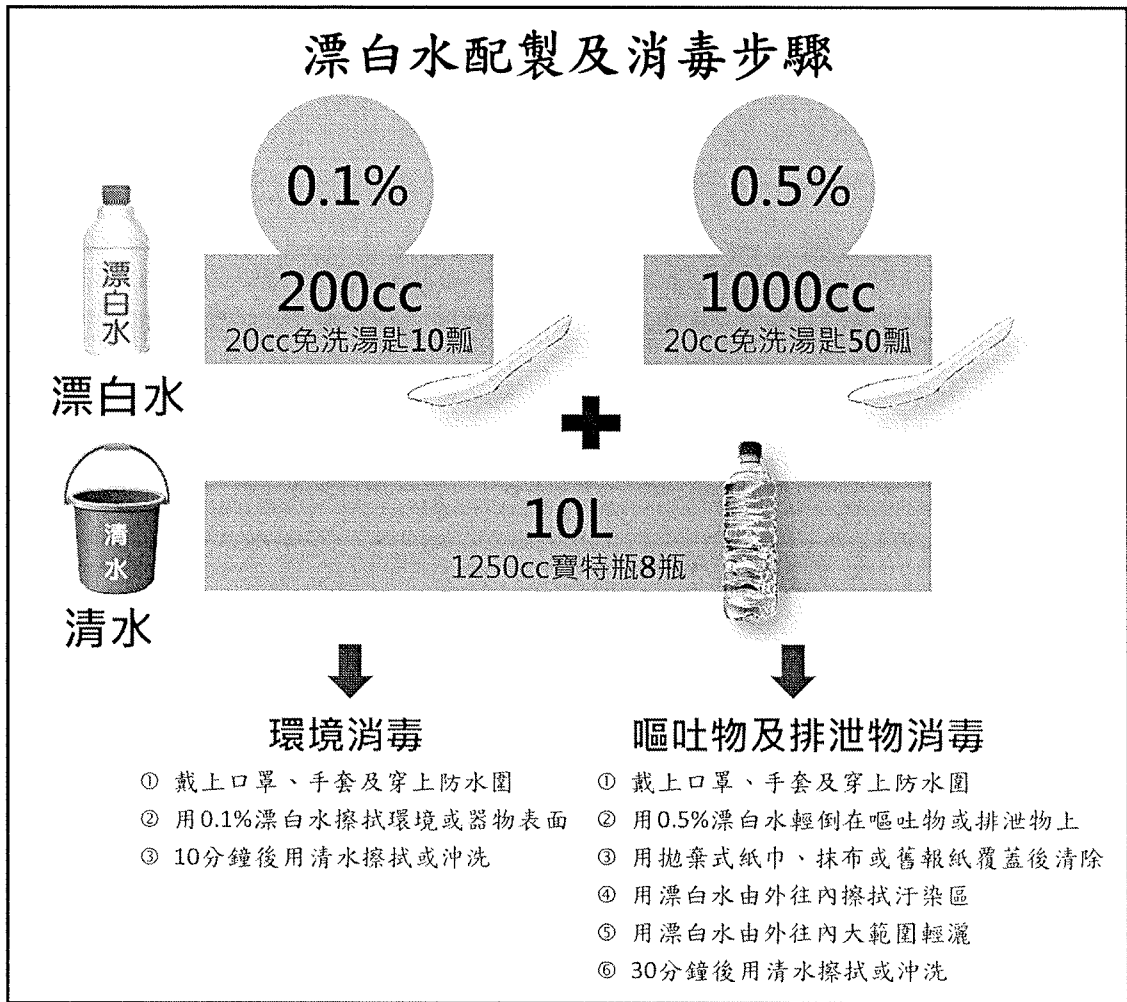 漂白水配製及消毒步驟
0.1%
0.5%
漂白水
200cc
20cc免洗湯匙10瓢
1000cc
20cc免洗湯匙50瓢
漂白水
+
清水
10L
1250cc寶特瓶8瓶
清水
環境消毒
① 戴上口罩、手套及穿上防水圍
② 用0.1%漂白水擦拭環境或器物表面
③ 10分鐘後用清水擦拭或沖洗
嘔吐物及排泄物消毒
① 戴上口罩、手套及穿上防水圍
② 用0.5%漂白水輕倒在嘔吐物或排泄物上
③ 用拋棄式紙巾、抹布或舊報紙覆蓋後清除
④ 用漂白水由外往內擦拭汙染區
⑤ 用漂白水由外往內大範圍輕灑
⑥ 30分鐘後用清水擦拭或沖洗